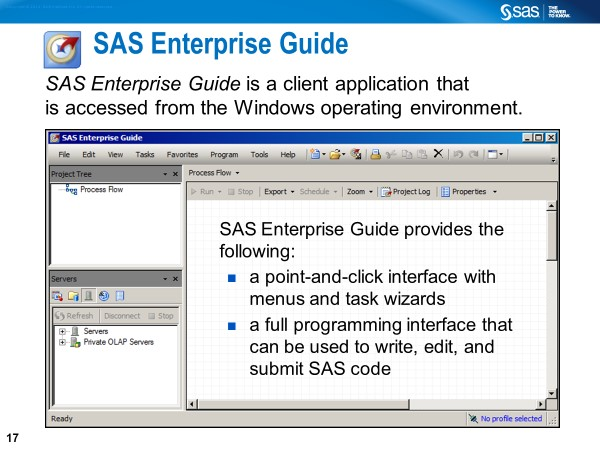 sas THE POWER TO KNOW.
SAS Enterprise Guide
SAS Enterprise Guide is a client application that
is accessed from the Windows operating environment.
SAS Enterprise Guide
File Edit View Tasks Favorites Program Tools Help
Project Tree
Process Flow
Process Flow
Run Stop Export Schedule Zoom Project Log Properties
SAS Enterprise Guide provides the
following:
a point-and-click interface with
menus and task wizards
a full programming interface that
can be used to write, edit, and
submit SAS code
Servers
Refresh Disconnect Stop
Servers
Private OLAP Servers
Ready
No profile selected
17